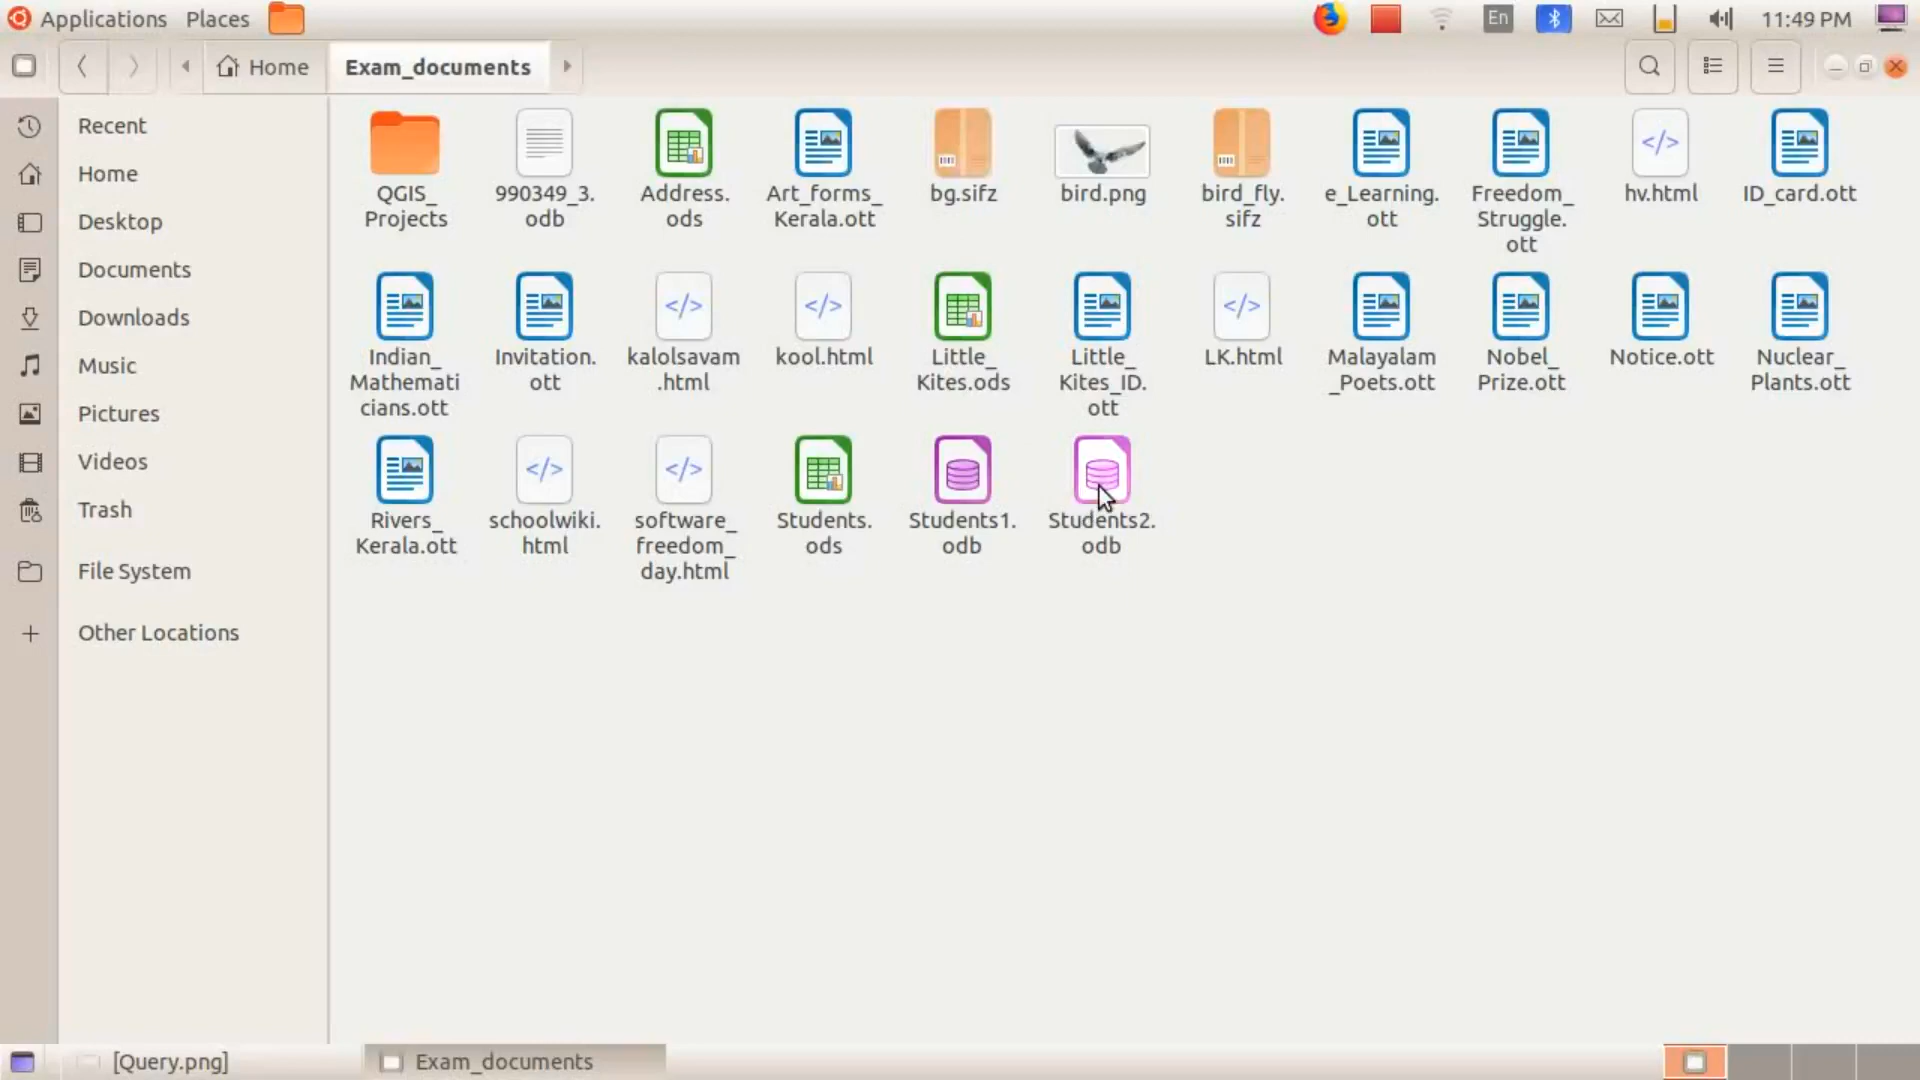 Applications Places En 11:49 PM
Home Exam_documents
Recent
Home
Desktop
Documents
Downloads
Music
Pictures
Videos
Trash
File System
Other Locations
QGIS_
Projects
990349_3.
odb
Address.
ods
Art_forms_
Kerala.ott
bg.sifz
bird.png
bird_fly.
sifz
e_Learning.
ott
Freedom_
Struggle.
ott
hv.html
ID_card.ott
Indian_
Mathemati
cians.ott
Invitation.
ott
kalolsavam
.html
kool.html
Little_
Kites.ods
Little_
Kites_ID.
ott
LK.html
Malayalam
_Poets.ott
Nobel_
Prize.ott
Notice.ott
Nuclear_
Plants.ott
Rivers_
Kerala.ott
schoolwiki.
html
software_
freedom_
day.html
Students.
ods
Students1.
odb
Students2.
odb
[Query.png] Exam_documents